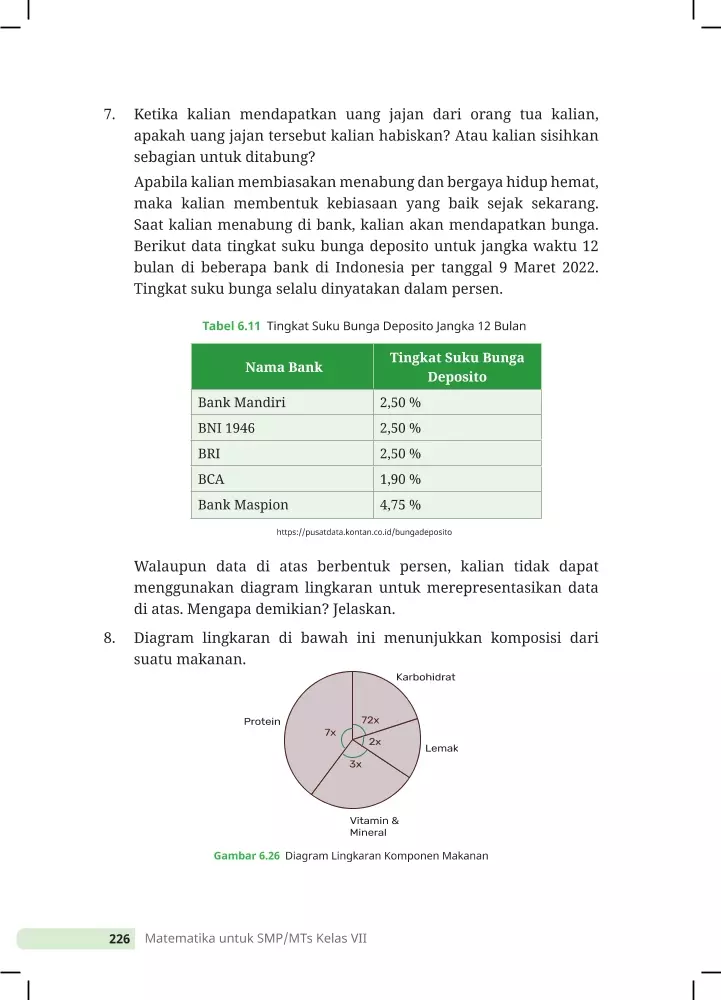 7. Ketika kalian mendapatkan uang jajan dari orang tua kalian,
apakah uang jajan tersebut kalian habiskan? Atau kalian sisihkan
sebagian untuk ditabung?
Apabila kalian membiasakan menabung dan bergaya hidup hemat,
maka kalian membentuk kebiasaan yang baik sejak sekarang.
Saat kalian menabung di bank, kalian akan mendapatkan bunga.
Berikut data tingkat suku bunga deposito untuk jangka waktu 12
bulan di beberapa bank di Indonesia per tanggal 9 Maret 2022.
Tingkat suku bunga selalu dinyatakan dalam persen.
Tabel 6.11 Tingkat Suku Bunga Deposito Jangka 12 Bulan
Nama Bank Tingkat Suku Bunga
Deposito
Bank Mandiri 2,50 %
BNI 1946 2,50 %
BRI 2,50 %
BCA 1,90 %
Bank Maspion 4,75 %
https://pusatdata.kontan.co.id/bungadeposito
Walaupun data di atas berbentuk persen, kalian tidak dapat
menggunakan diagram lingkaran untuk merepresentasikan data
di atas. Mengapa demikian? Jelaskan.
8. Diagram lingkaran di bawah ini menunjukkan komposisi dari
suatu makanan.
Karbohidrat
Protein
72x
7x
2x
Lemak
3x
Vitamin &
Mineral
Gambar 6.26 Diagram Lingkaran Komponen Makanan
226 Matematika untuk SMP/MTs Kelas VII